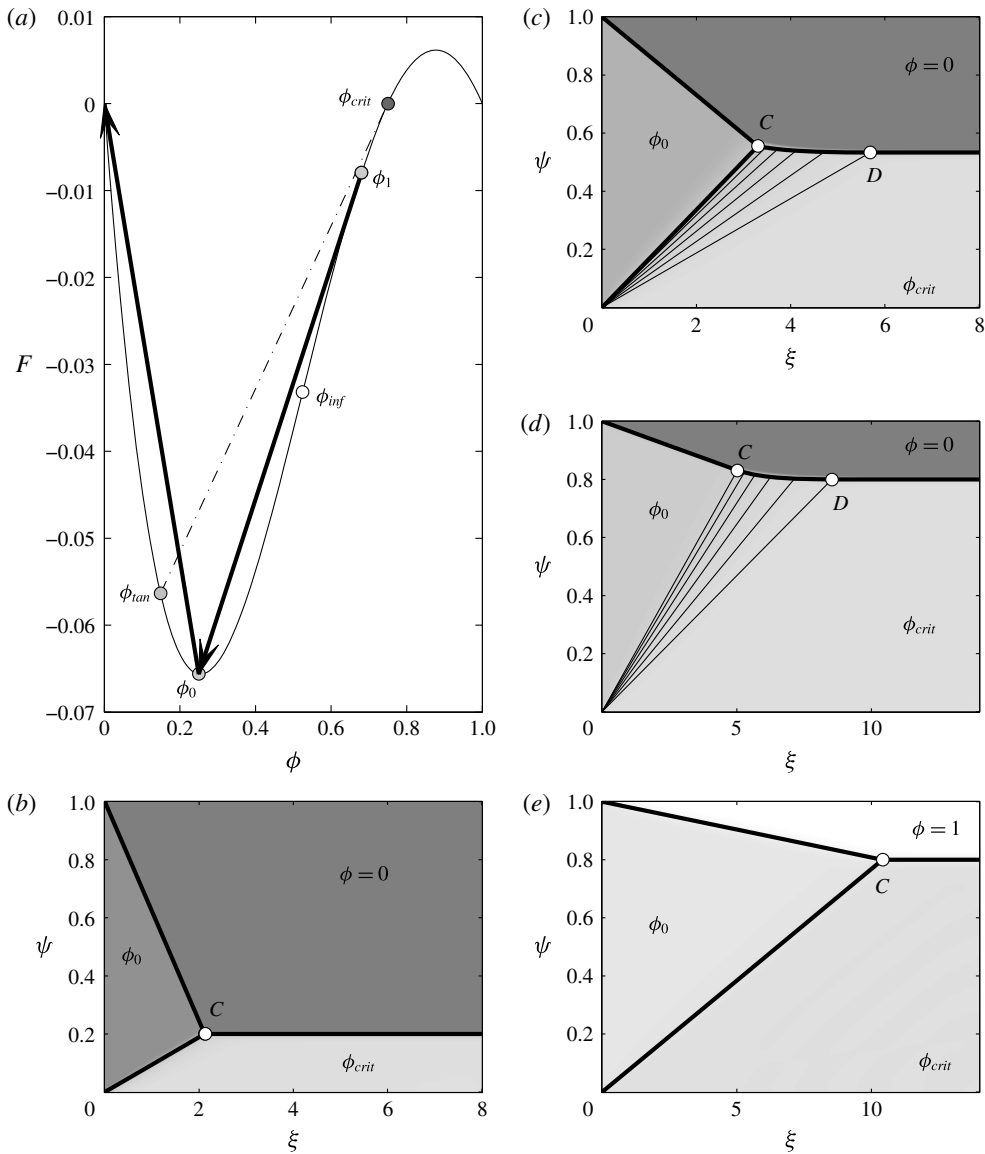 (a)
0.01
0
−0.01
−0.02
−0.03
−0.04
−0.05
−0.06
−0.07
F
ϕcrit
ϕ1
ϕinf
ϕtan
ϕ0
0 0.2 0.4 0.6 0.8 1.0
ϕ
(b)
1.0
0.8
0.6
0.4
0.2
0
ψ
ϕ = 0
ϕ0
C
ϕcrit
2 4 6 8
ξ
(c)
1.0
0.8
0.6
0.4
0.2
0
ψ
ϕ = 0
ϕ0
C
D
ϕcrit
2 4 6 8
ξ
(d)
1.0
0.8
0.6
0.4
0.2
0
ψ
ϕ = 0
C
D
ϕ0
ϕcrit
5 10
ξ
(e)
1.0
0.8
0.6
0.4
0.2
0
ψ
ϕ = 1
C
ϕ0
ϕcrit
5 10
ξ